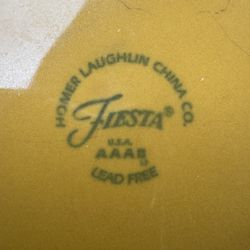 HOMER LAUGHLIN CHINA CO.
FIESTA®
U.S.A.
AAAB
LEAD FREE